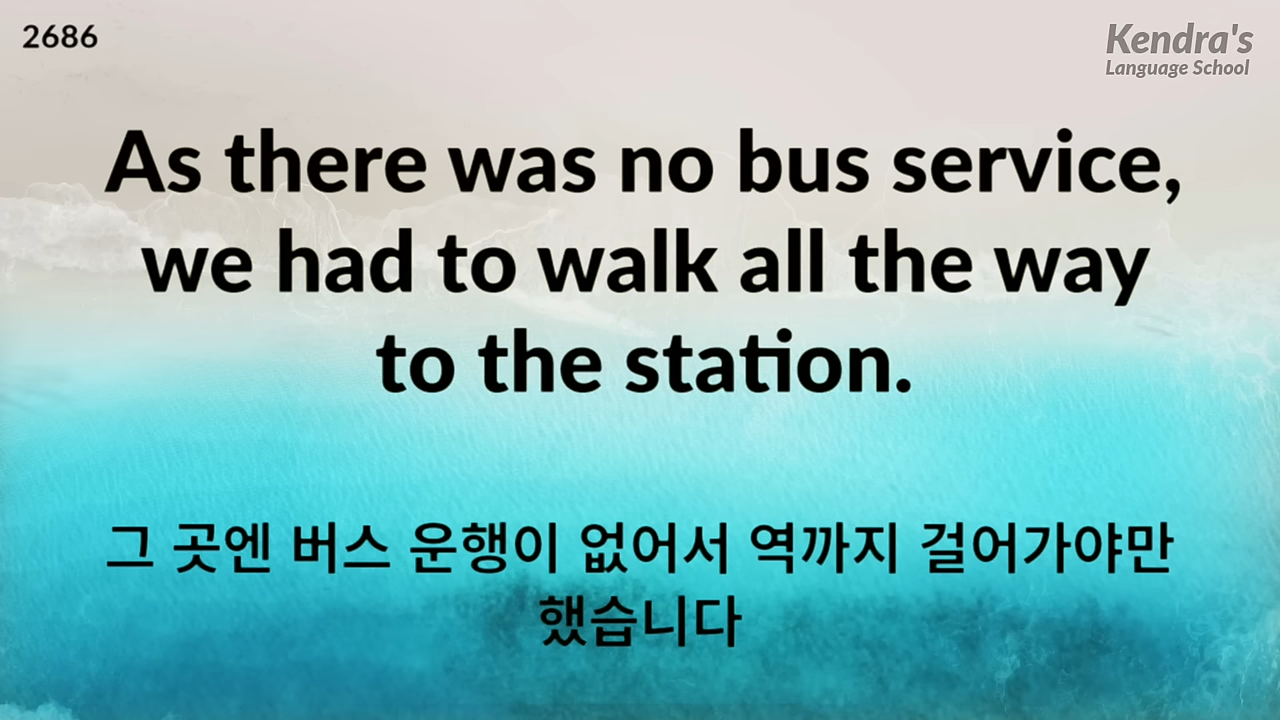 2686
Kendra's
Language School
As there was no bus service,
we had to walk all the way
to the station.
그 곳엔 버스 운행이 없어서 역까지 걸어가야만
했습니다